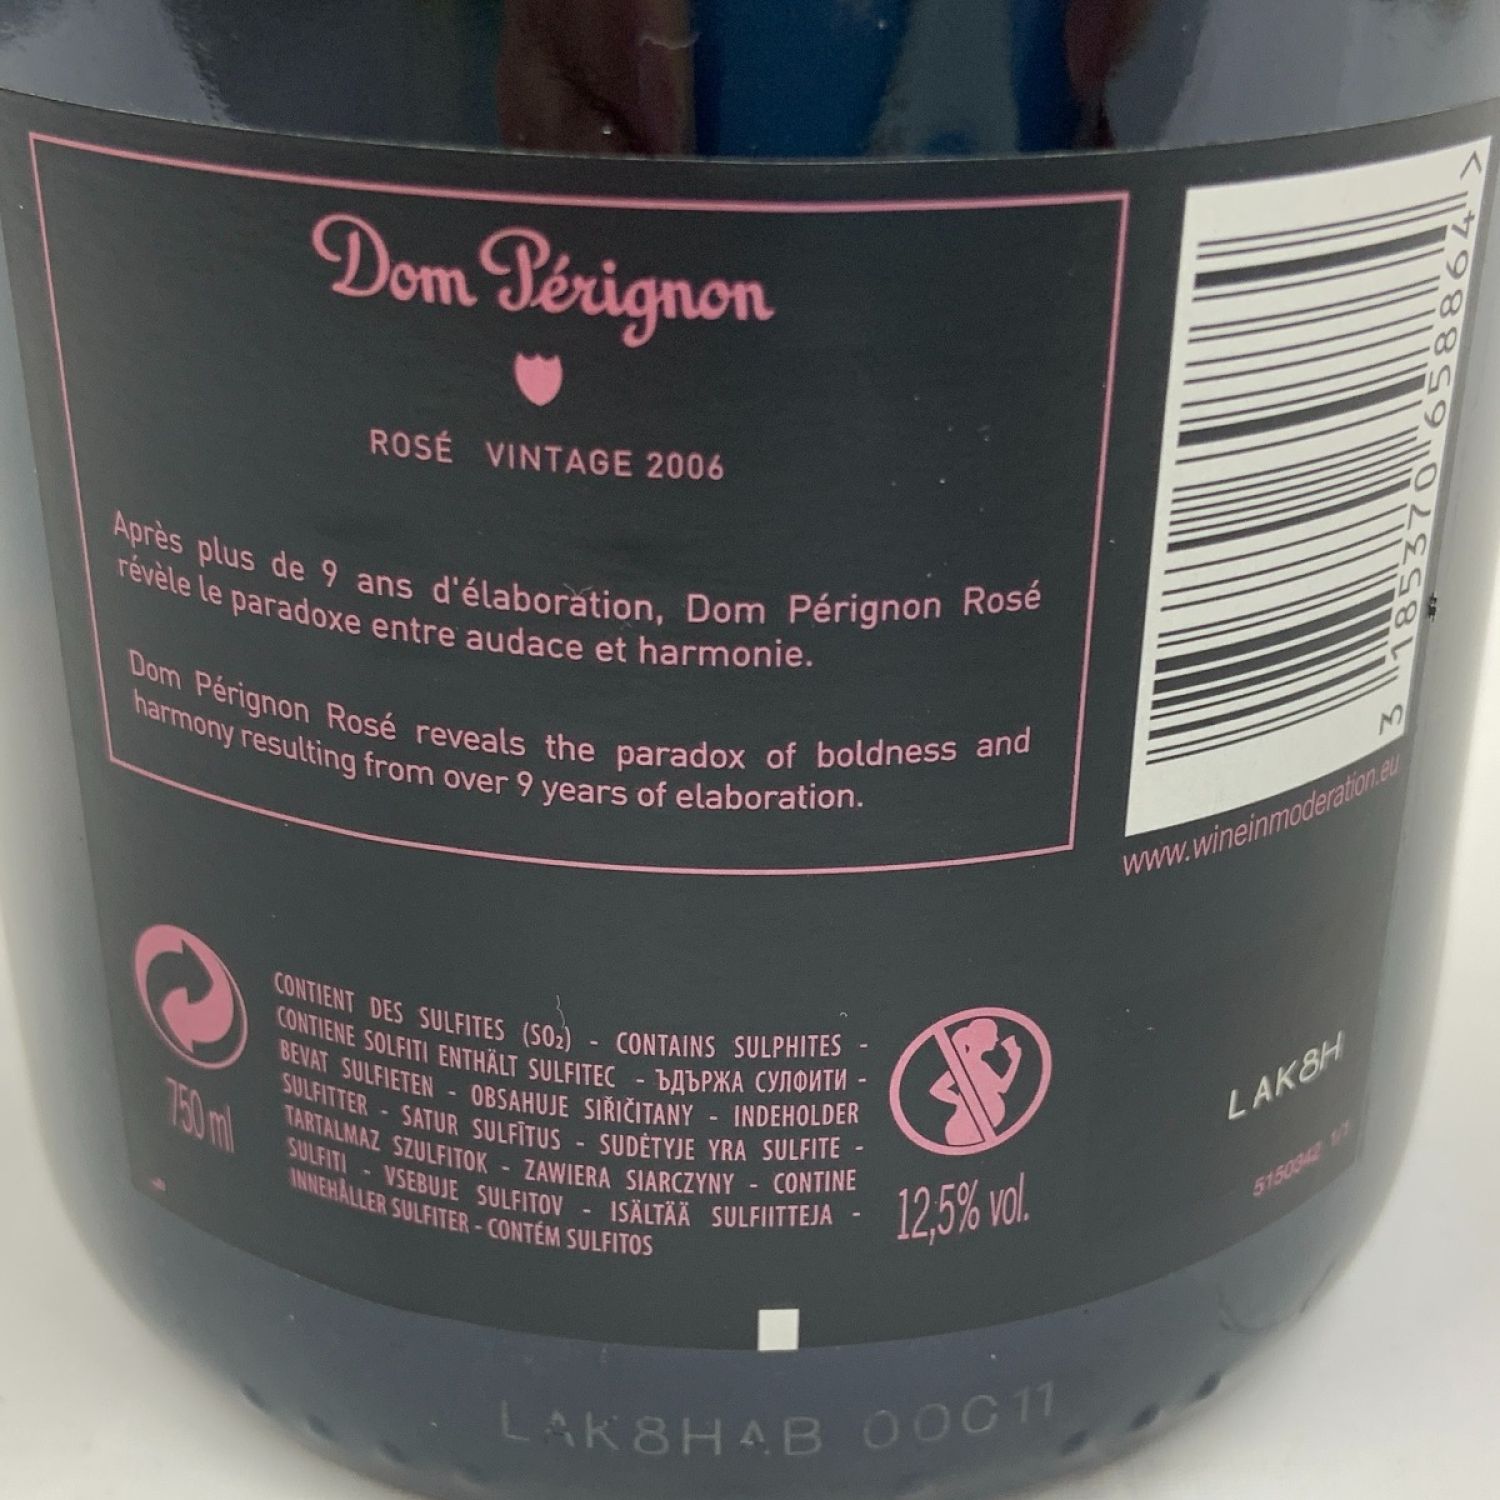 Dom Pérignon
ROSÉ VINTAGE 2006
Après plus de 9 ans d'élaboration, Dom Pérignon Rosé
révèle le paradoxe entre audace et harmonie.
Dom Pérignon Rosé reveals the paradox of boldness and
harmony resulting from over 9 years of elaboration.
3 185370 658864 >
www.wineinmoderation.eu
750 ml
CONTIENT DES SULFITES (SO₂) - CONTAINS SULPHITES -
CONTIENE SOLFITI ENTHÄLT SULFITEC - ЪДЪРЖА СУЛФИТИ -
BEVAT SULFIETEN - OBSAHUJE SIŘIČITANY - INDEHOLDER
SULFITTER - SATUR SULFĪTUS - SUDĖTYJE YRA SULFITE -
TARTALMAZ SZULFITOK - ZAWIERA SIARCZYNY - CONTINE
SULFITI - VSEBUJE SULFITOV - ISÄLTÄÄ SULFIITTEJA -
INNEHÅLLER SULFITER - CONTÉM SULFITOS
12,5% vol.
LAK8H
5150342 1/1
LAK8HAB 00C11